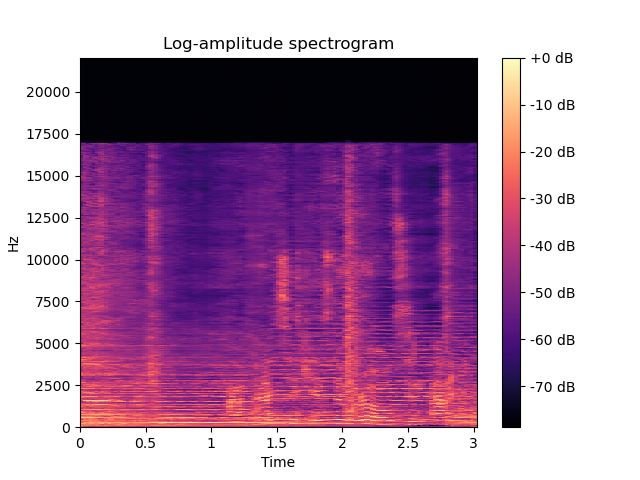 Log-amplitude spectrogram
20000
17500
15000
12500
10000
7500
5000
2500
0
Hz
0 0.5 1 1.5 2 2.5 3
Time
+0 dB
-10 dB
-20 dB
-30 dB
-40 dB
-50 dB
-60 dB
-70 dB